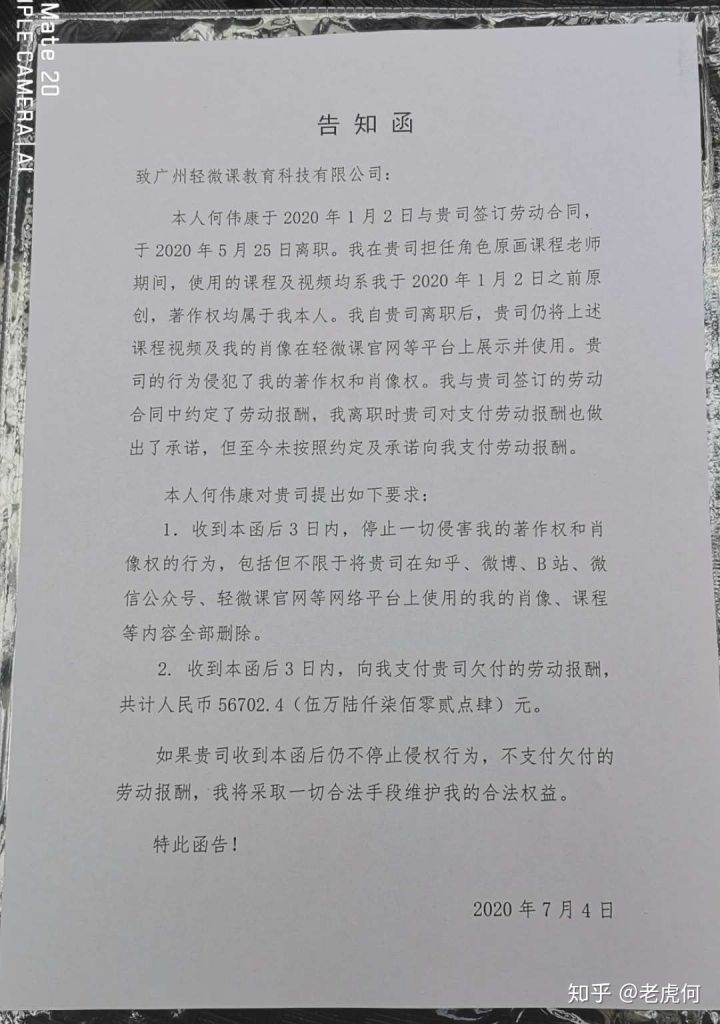 Mate 20
IPLE CAMERA | AI
告知函
致广州轻微课教育科技有限公司：
本人何伟康于 2020 年 1 月 2 日与贵司签订劳动合同，
于 2020 年 5 月 25 日离职。我在贵司担任角色原画课程老师
期间，使用的课程及视频均系我于 2020 年 1 月 2 日之前原
创，著作权均属于我本人。我自贵司离职后，贵司仍将上述
课程视频及我的肖像在轻微课官网等平台上展示并使用。贵
司的行为侵犯了我的著作权和肖像权。我与贵司签订的劳动
合同中约定了劳动报酬，我离职时贵司对支付劳动报酬也做
出了承诺，但至今未按照约定及承诺向我支付劳动报酬。
本人何伟康对贵司提出如下要求：
1. 收到本函后 3 日内，停止一切侵害我的著作权和肖
像权的行为，包括但不限于将贵司在知乎、微博、B 站、微
信公众号、轻微课官网等网络平台上使用的我的肖像、课程
等内容全部删除。
2. 收到本函后 3 日内，向我支付贵司欠付的劳动报酬，
共计人民币 56702.4（伍万陆仟柒佰零贰点肆）元。
如果贵司收到本函后仍不停止侵权行为，不支付欠付的
劳动报酬，我将采取一切合法手段维护我的合法权益。
特此函告！
2020 年 7 月 4 日
知乎 @老虎何